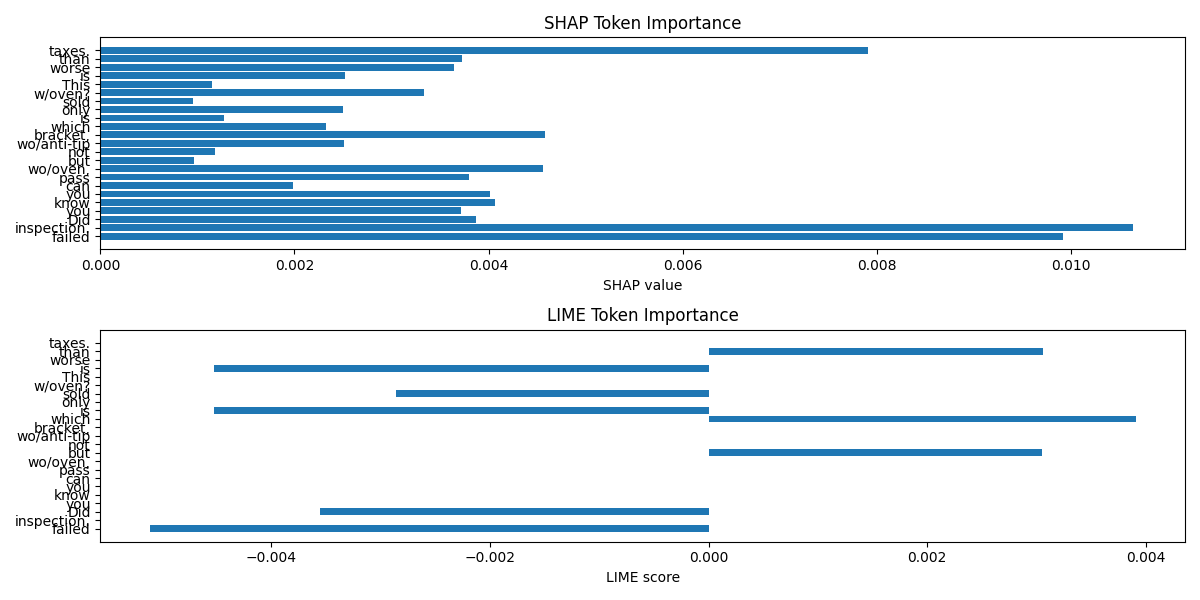 SHAP Token Importance
taxes.
than
worse
is
This
w/oven?
sold
only
is
which
bracket.
wo/anti-tip
not
but
wo/oven.
pass
can
you
know
you
Did
inspection.
failed
0.000 0.002 0.004 0.006 0.008 0.010
SHAP value
LIME Token Importance
taxes.
than
worse
is
This
w/oven?
sold
only
is
which
bracket.
wo/anti-tip
not
but
wo/oven.
pass
can
you
know
you
Did
inspection.
failed
−0.004 −0.002 0.000 0.002 0.004
LIME score